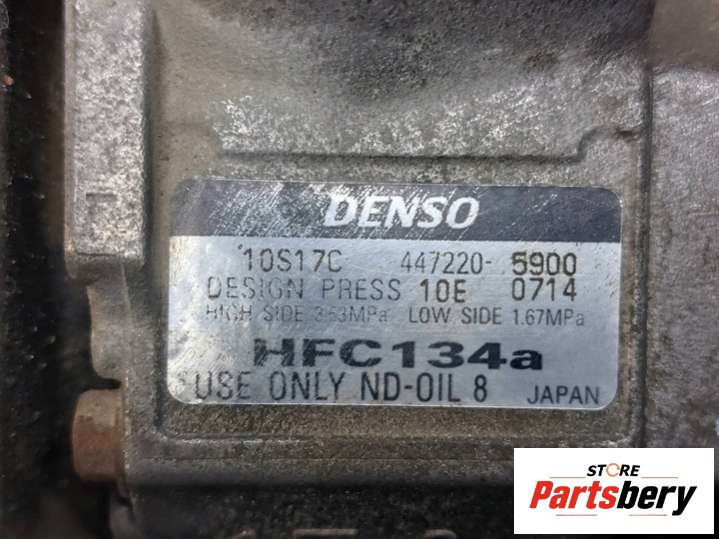 DENSO
10S17C 447220- 5900
DESIGN PRESS 10E 0714
HIGH SIDE 3.53MPa LOW SIDE 1.67MPa
HFC134a
USE ONLY ND-OIL 8 JAPAN
STORE
Partsbery